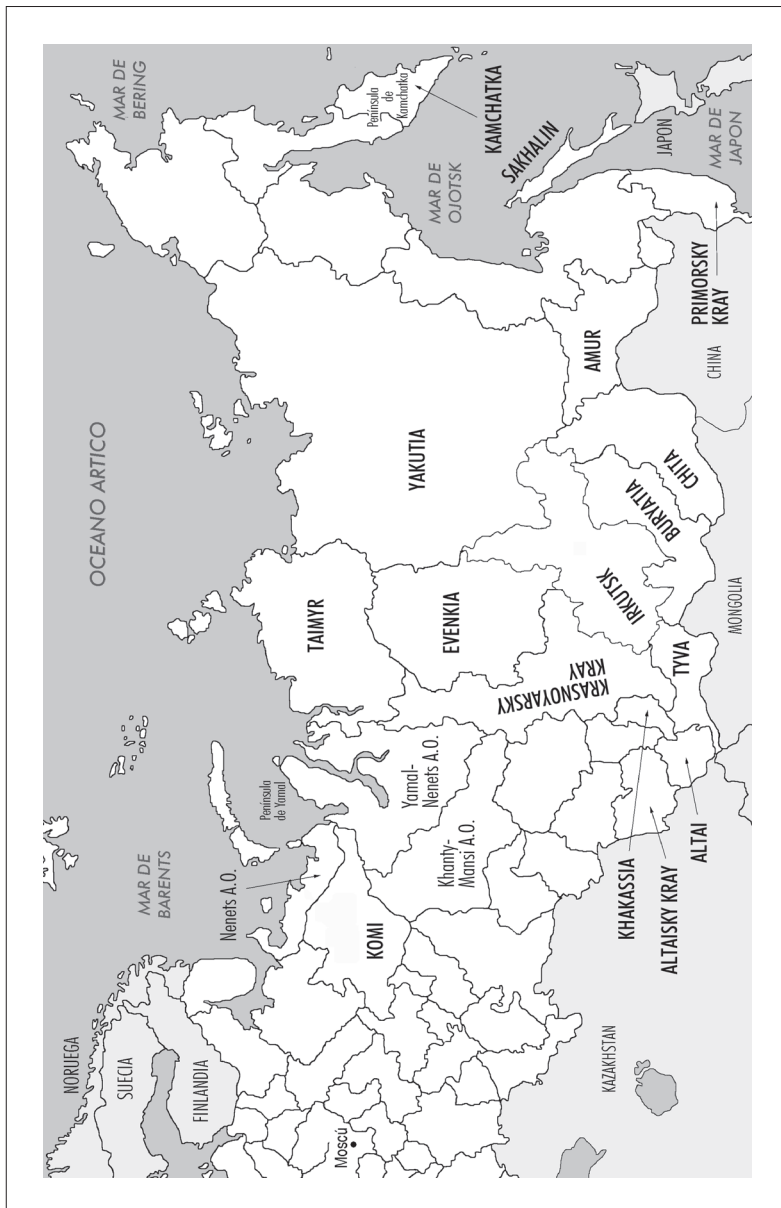 OCEANO ARTICO
MAR DE
BERING
MAR DE
BARENTS
MAR DE
OJOTSK
MAR DE
JAPON
NORUEGA
SUECIA
FINLANDIA
Moscú
Nenets A.O.
Península
de Yamal
KOMI
Yamal-
Nenets A.O.
Khanty-
Mansi A.O.
TAIMYR
EVENKIA
YAKUTIA
KRASNOYARSKY
KRAY
IRKUTSK
BURYATIA
CHITA
AMUR
TYVA
KHAKASSIA
ALTAISKY KRAY
ALTAI
Península
de
Kamchatka
KAMCHATKA
SAKHALIN
PRIMORSKY
KRAY
JAPON
CHINA
MONGOLIA
KAZAKHSTAN